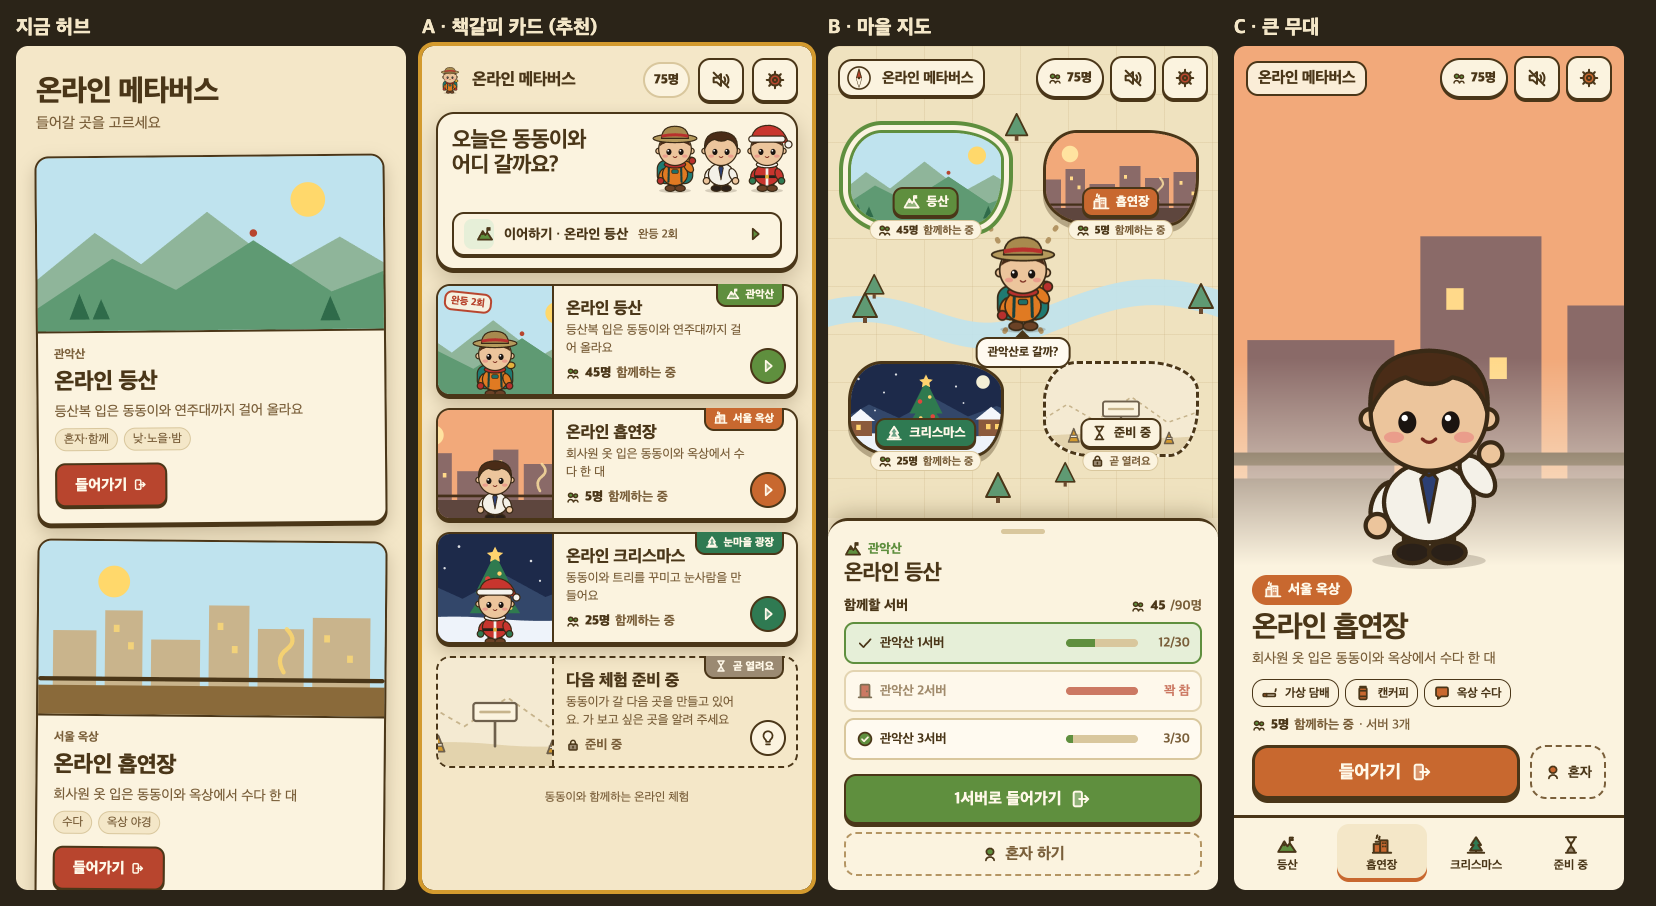 지금 허브
온라인 메타버스
들어갈 곳을 고르세요
관악산
온라인 등산
등산복 입은 동동이와 연주대까지 걸어 올라요
혼자·함께
낮·노을·밤
들어가기
서울 옥상
온라인 흡연장
회사원 옷 입은 동동이와 옥상에서 수다 한 대
수다
옥상 야경
들어가기
A · 책갈피 카드 (추천)
온라인 메타버스
75명
오늘은 동동이와
어디 갈까요?
이어하기 · 온라인 등산 완등 2회
완등 2회
관악산
온라인 등산
등산복 입은 동동이와 연주대까지 걸
어 올라요
45명 함께하는 중
서울 옥상
온라인 흡연장
회사원 옷 입은 동동이와 옥상에서 수
다 한 대
5명 함께하는 중
눈마을 광장
온라인 크리스마스
동동이와 트리를 꾸미고 눈사람을 만
들어요
25명 함께하는 중
곧 열려요
다음 체험 준비 중
동동이가 갈 다음 곳을 만들고 있어
요. 가 보고 싶은 곳을 알려 주세요
준비 중
동동이와 함께하는 온라인 체험
B · 마을 지도
온라인 메타버스
75명
등산
45명 함께하는 중
흡연장
5명 함께하는 중
관악산로 갈까?
크리스마스
25명 함께하는 중
준비 중
곧 열려요
관악산
온라인 등산
함께할 서버
45 /90명
관악산 1서버
12/30
관악산 2서버
꽉 참
관악산 3서버
3/30
1서버로 들어가기
혼자 하기
C · 큰 무대
온라인 메타버스
75명
서울 옥상
온라인 흡연장
회사원 옷 입은 동동이와 옥상에서 수다 한 대
가상 담배
캔커피
옥상 수다
5명 함께하는 중 · 서버 3개
들어가기
혼자
등산
흡연장
크리스마스
준비 중